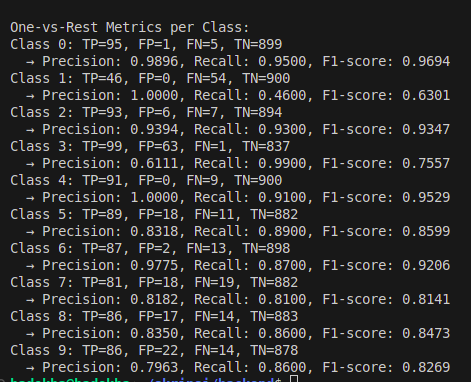 One-vs-Rest Metrics per Class:
Class 0: TP=95, FP=1, FN=5, TN=899
→ Precision: 0.9896, Recall: 0.9500, F1-score: 0.9694
Class 1: TP=46, FP=0, FN=54, TN=900
→ Precision: 1.0000, Recall: 0.4600, F1-score: 0.6301
Class 2: TP=93, FP=6, FN=7, TN=894
→ Precision: 0.9394, Recall: 0.9300, F1-score: 0.9347
Class 3: TP=99, FP=63, FN=1, TN=837
→ Precision: 0.6111, Recall: 0.9900, F1-score: 0.7557
Class 4: TP=91, FP=0, FN=9, TN=900
→ Precision: 1.0000, Recall: 0.9100, F1-score: 0.9529
Class 5: TP=89, FP=18, FN=11, TN=882
→ Precision: 0.8318, Recall: 0.8900, F1-score: 0.8599
Class 6: TP=87, FP=2, FN=13, TN=898
→ Precision: 0.9775, Recall: 0.8700, F1-score: 0.9206
Class 7: TP=81, FP=18, FN=19, TN=882
→ Precision: 0.8182, Recall: 0.8100, F1-score: 0.8141
Class 8: TP=86, FP=17, FN=14, TN=883
→ Precision: 0.8350, Recall: 0.8600, F1-score: 0.8473
Class 9: TP=86, FP=22, FN=14, TN=878
→ Precision: 0.7963, Recall: 0.8600, F1-score: 0.8269